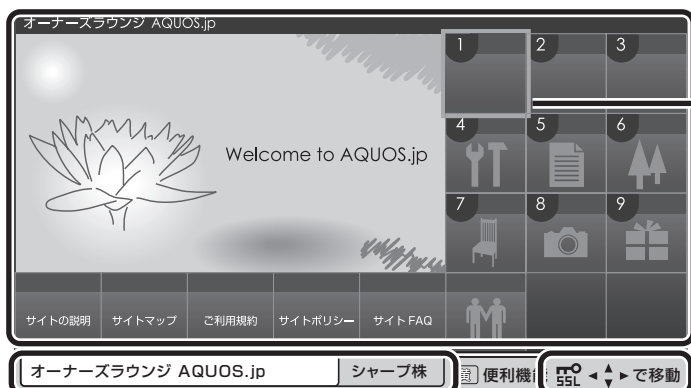 オーナーズラウンジ AQUOS.jp
1 2 3
Welcome to AQUOS.jp
4 5 6
7 8 9
サイトの説明 サイトマップ ご利用規約 サイトポリシー サイトFAQ
オーナーズラウンジ AQUOS.jp シャープ株 黄 便利機能 SSL で移動